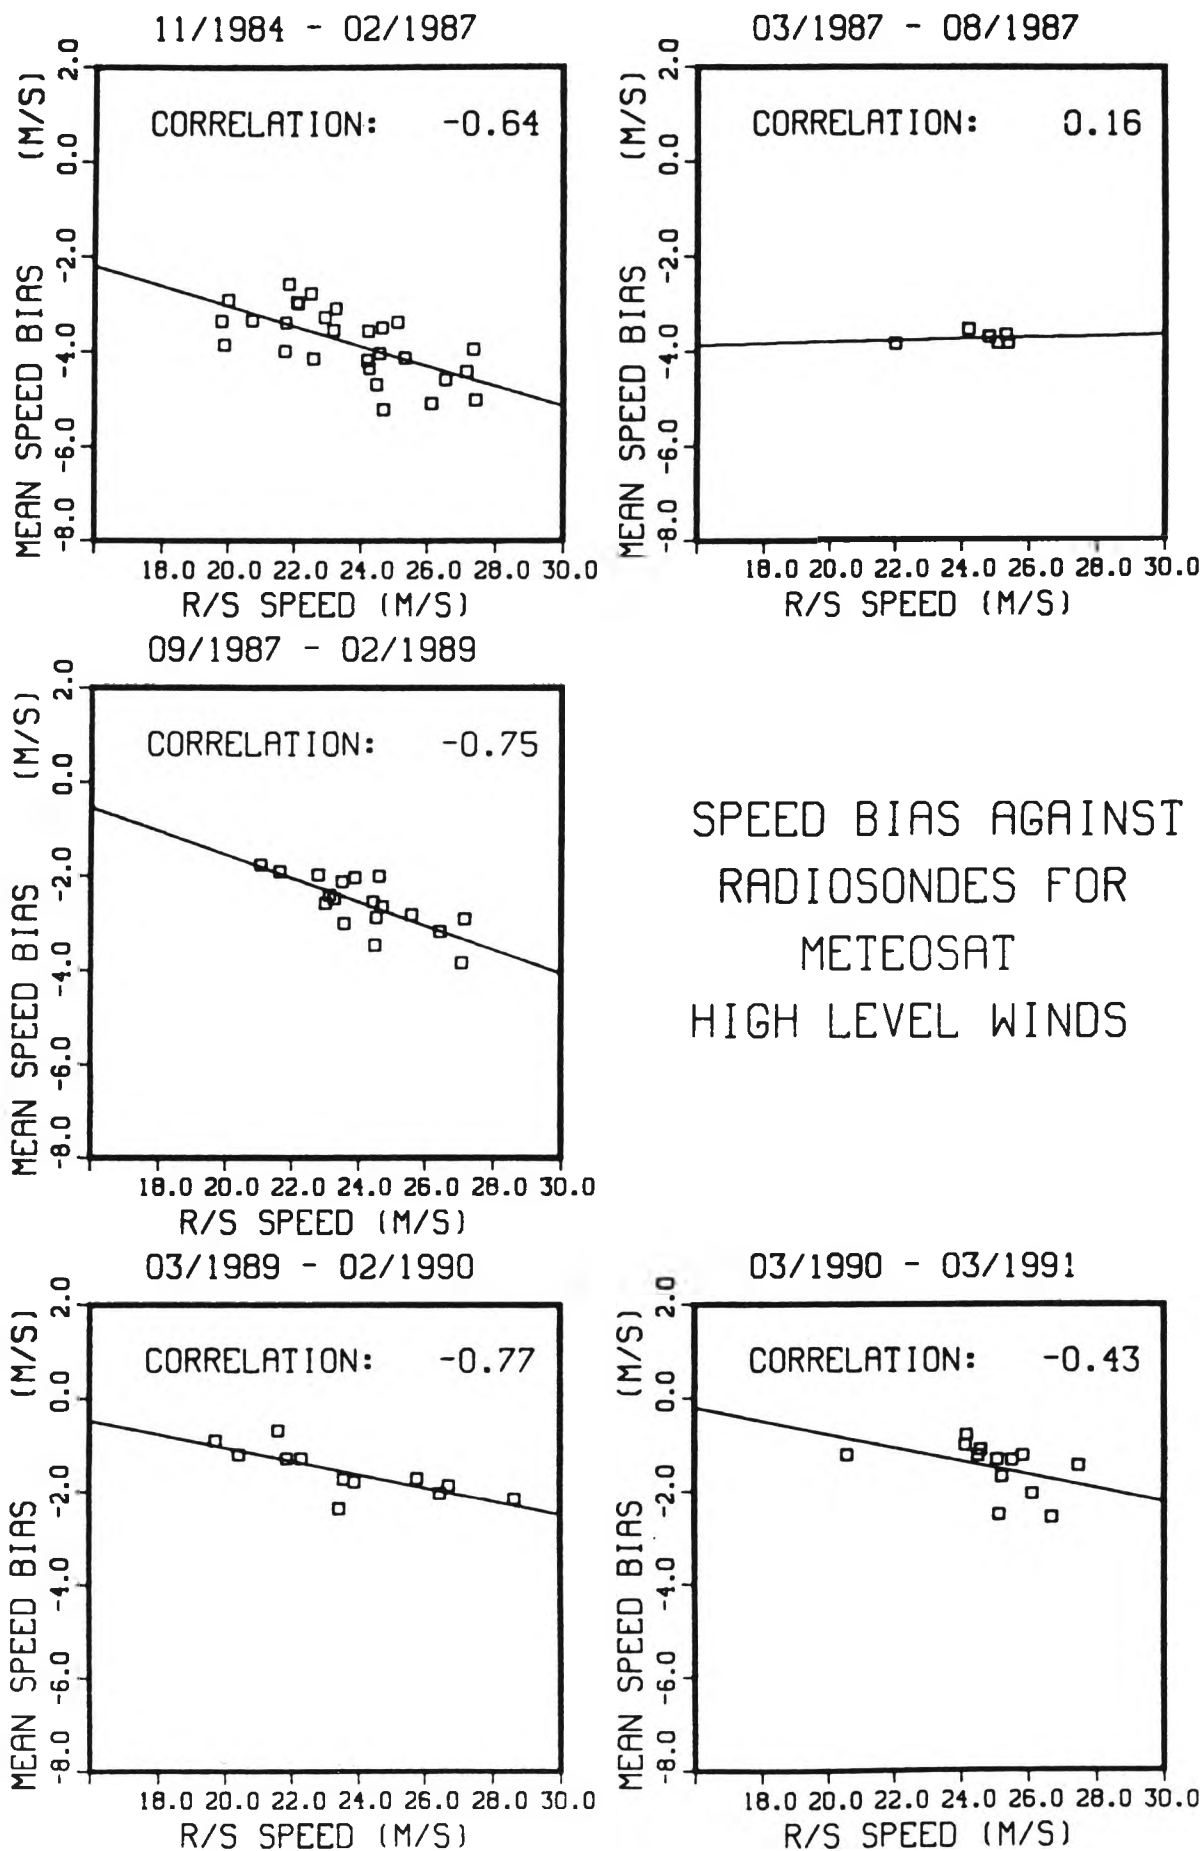 11/1984 - 02/1987
MEAN SPEED BIAS (M/S)
2.0
0.0
-2.0
-4.0
-6.0
-8.0
CORRELATION: -0.64
18.0 20.0 22.0 24.0 26.0 28.0 30.0
R/S SPEED (M/S)
03/1987 - 08/1987
MEAN SPEED BIAS (M/S)
2.0
0.0
-2.0
-4.0
-6.0
-8.0
CORRELATION: 0.16
18.0 20.0 22.0 24.0 26.0 28.0 30.0
R/S SPEED (M/S)
09/1987 - 02/1989
MEAN SPEED BIAS (M/S)
2.0
0.0
-2.0
-4.0
-6.0
-8.0
CORRELATION: -0.75
18.0 20.0 22.0 24.0 26.0 28.0 30.0
R/S SPEED (M/S)
SPEED BIAS AGAINST
RADIOSONDES FOR
METEOSAT
HIGH LEVEL WINDS
03/1989 - 02/1990
MEAN SPEED BIAS (M/S)
2.0
0.0
-2.0
-4.0
-6.0
-8.0
CORRELATION: -0.77
18.0 20.0 22.0 24.0 26.0 28.0 30.0
R/S SPEED (M/S)
03/1990 - 03/1991
MEAN SPEED BIAS (M/S)
2.0
0.0
-2.0
-4.0
-6.0
-8.0
CORRELATION: -0.43
18.0 20.0 22.0 24.0 26.0 28.0 30.0
R/S SPEED (M/S)